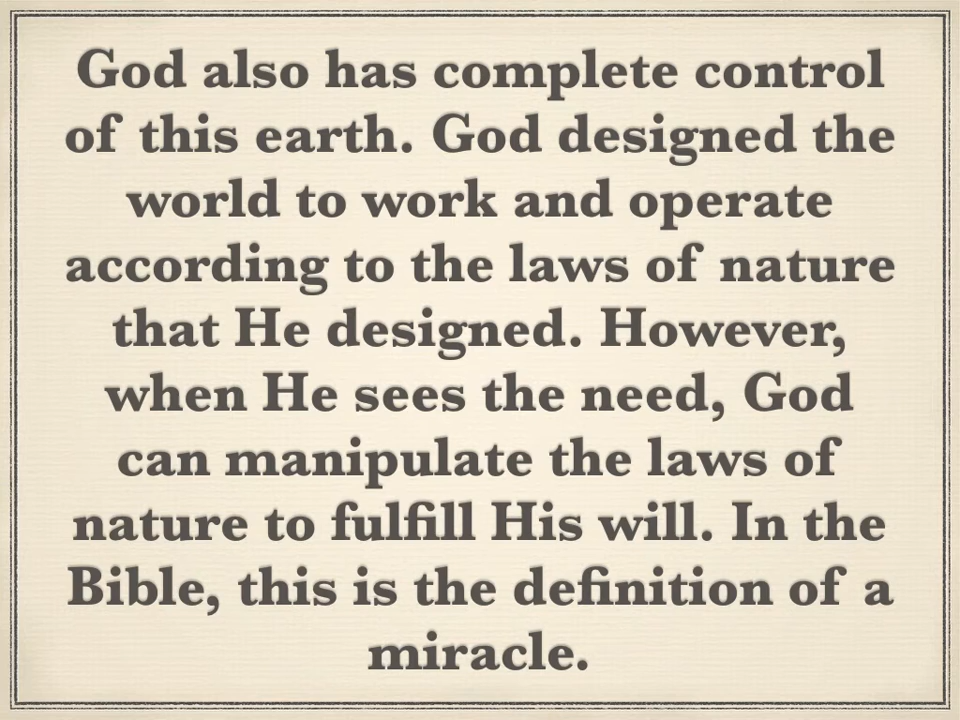 God also has complete control
of this earth. God designed the
world to work and operate
according to the laws of nature
that He designed. However,
when He sees the need, God
can manipulate the laws of
nature to fulfill His will. In the
Bible, this is the definition of a
miracle.